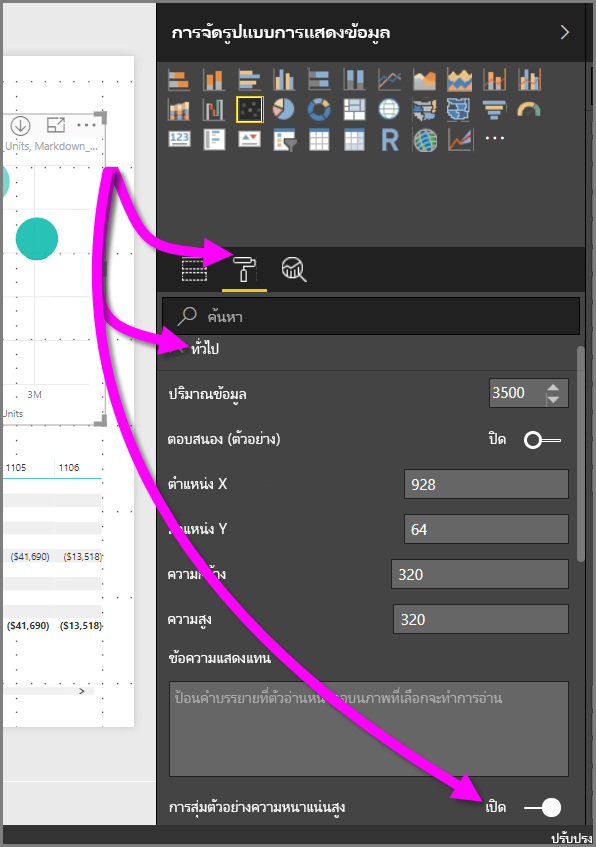 การจัดรูปแบบการแสดงข้อมูล
Units, Markdown_...
123
R
ค้นหา
ทั่วไป
3M
ปริมาณข้อมูล
3500
Units
ตอบสนอง (ตัวอย่าง)
ปิด
1105
1106
ตำแหน่ง X
928
ตำแหน่ง Y
64
($41,690)
($13,518)
320
ความสูง
320
($41,690)
($13,518)
ข้อความแสดงแทน
ป้อนคำบรรยายที่ตัวอ่านหน้าจอบนภาพที่เลือกจะทำการอ่าน
การสุ่มตัวอย่างความหนาแน่นสูง
เปิด
ปรับปรุง